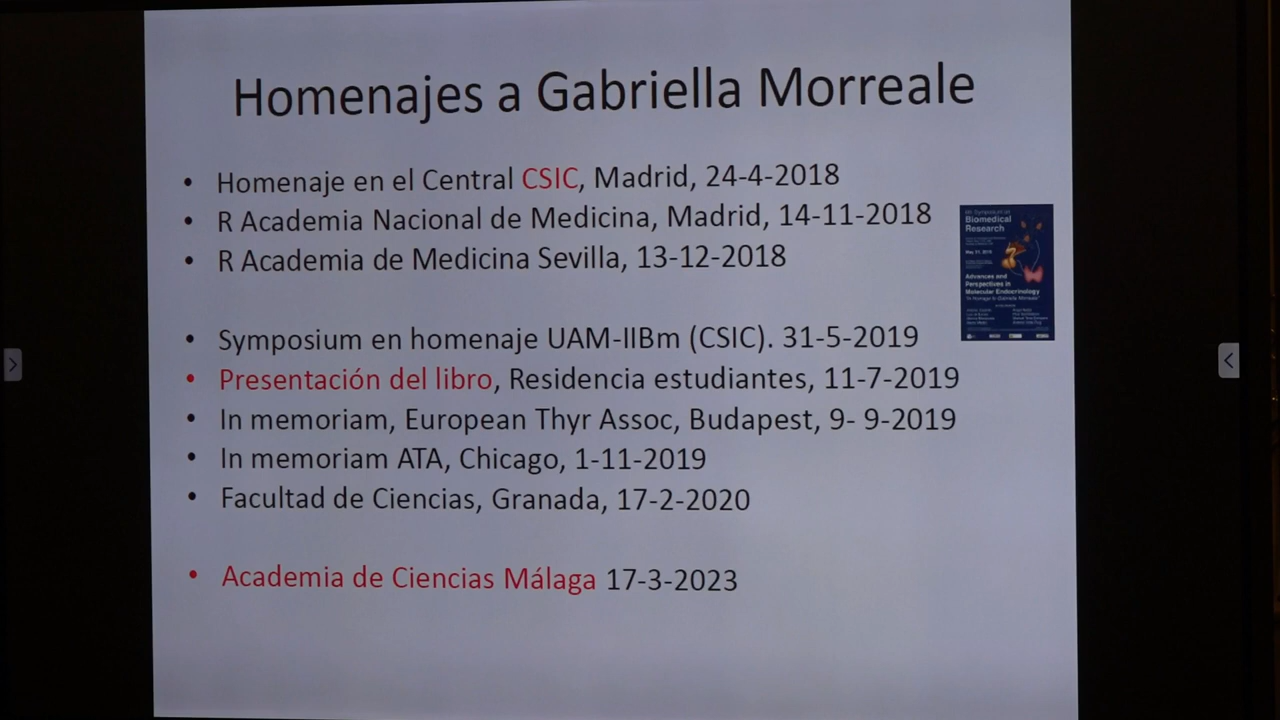 Homenajes a Gabriella Morreale
• Homenaje en el Central CSIC, Madrid, 24-4-2018
• R Academia Nacional de Medicina, Madrid, 14-11-2018
• R Academia de Medicina Sevilla, 13-12-2018
• Symposium en homenaje UAM-IIBm (CSIC). 31-5-2019
• Presentación del libro, Residencia estudiantes, 11-7-2019
• In memoriam, European Thyr Assoc, Budapest, 9- 9-2019
• In memoriam ATA, Chicago, 1-11-2019
• Facultad de Ciencias, Granada, 17-2-2020
• Academia de Ciencias Málaga 17-3-2023
Symposium on
Biomedical
Research
Advances and
Perspectives in
Molecular Endocrinology